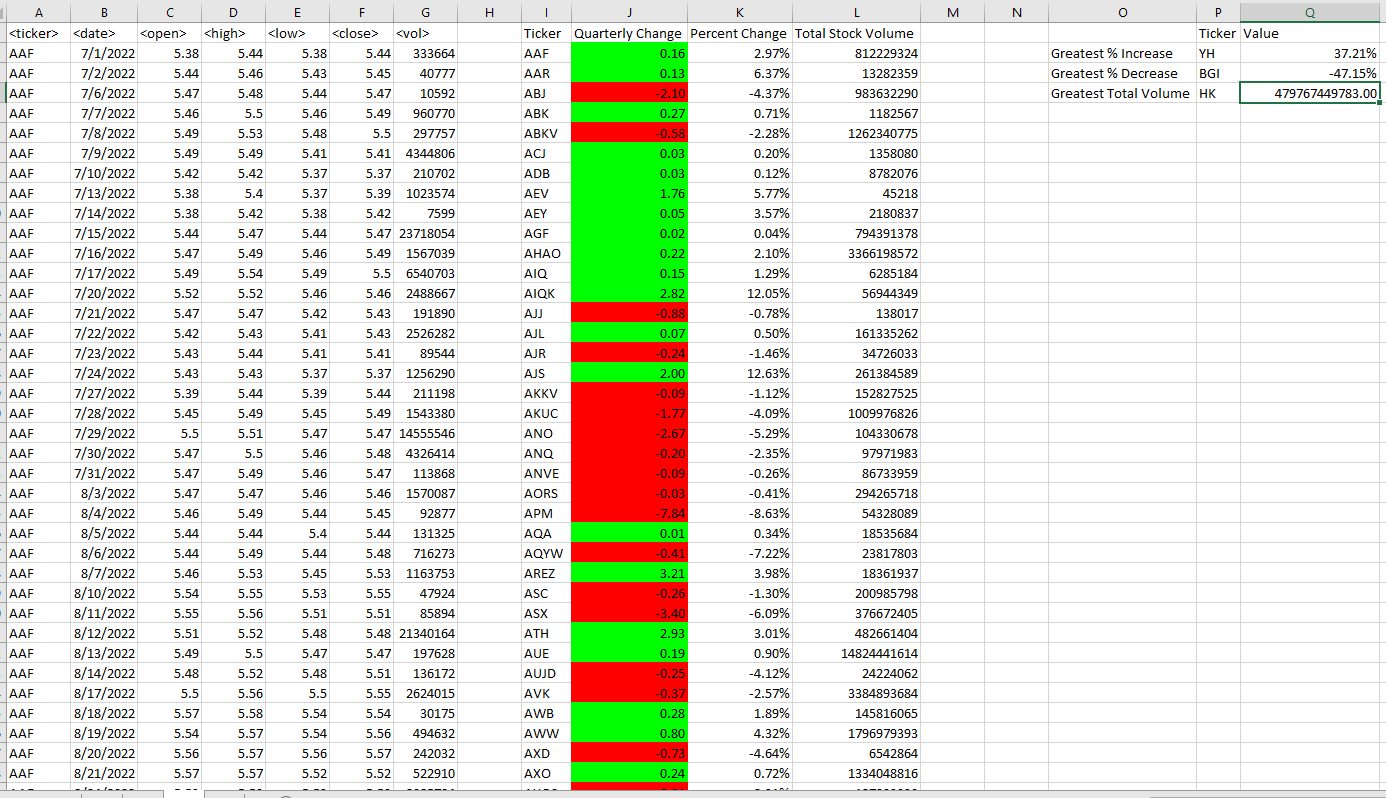 A B C D E F G H I J K L M N O P Q
<ticker> <date> <open> <high> <low> <close> <vol> Ticker Quarterly Change Percent Change Total Stock Volume Ticker Value
AAF 7/1/2022 5.38 5.44 5.38 5.44 333664 AAF 0.16 2.97% 812229324 Greatest % Increase YH 37.21%
AAF 7/2/2022 5.44 5.46 5.43 5.45 40777 AAR 0.13 6.37% 13282359 Greatest % Decrease BGI -47.15%
AAF 7/6/2022 5.47 5.48 5.44 5.47 10592 ABJ -2.10 -4.37% 983632290 Greatest Total Volume HK 479767449783.00
AAF 7/7/2022 5.46 5.5 5.46 5.49 960770 ABK 0.27 0.71% 1182567
AAF 7/8/2022 5.49 5.53 5.48 5.5 297757 ABKV -0.58 -2.28% 1262340775
AAF 7/9/2022 5.49 5.49 5.41 5.41 4344806 ACJ 0.03 0.20% 1358080
AAF 7/10/2022 5.42 5.42 5.37 5.37 210702 ADB 0.03 0.12% 8782076
AAF 7/13/2022 5.38 5.4 5.37 5.39 1023574 AEV 1.76 5.77% 45218
AAF 7/14/2022 5.38 5.42 5.38 5.42 7599 AEY 0.05 3.57% 2180837
AAF 7/15/2022 5.44 5.47 5.44 5.47 23718054 AGF 0.02 0.04% 794391378
AAF 7/16/2022 5.47 5.49 5.46 5.49 1567039 AHAO 0.22 2.10% 3366198572
AAF 7/17/2022 5.49 5.54 5.49 5.5 6540703 AIQ 0.15 1.29% 6285184
AAF 7/20/2022 5.52 5.52 5.46 5.46 2488667 AIQK 2.82 12.05% 56944349
AAF 7/21/2022 5.47 5.47 5.42 5.43 191890 AJJ -0.88 -0.78% 138017
AAF 7/22/2022 5.42 5.43 5.41 5.43 2526282 AJL 0.07 0.50% 161335262
AAF 7/23/2022 5.43 5.44 5.41 5.41 89544 AJR -0.24 -1.46% 34726033
AAF 7/24/2022 5.43 5.43 5.37 5.37 1256290 AJS 2.00 12.63% 261384589
AAF 7/27/2022 5.39 5.44 5.39 5.44 211198 AKKV -0.09 -1.12% 152827525
AAF 7/28/2022 5.45 5.49 5.45 5.49 1543380 AKUC -1.77 -4.09% 1009976826
AAF 7/29/2022 5.5 5.51 5.47 5.47 14555546 ANO -2.67 -5.29% 104330678
AAF 7/30/2022 5.47 5.5 5.46 5.48 4326414 ANQ -0.20 -2.35% 97971983
AAF 7/31/2022 5.47 5.49 5.46 5.47 113868 ANVE -0.09 -0.26% 86733959
AAF 8/3/2022 5.47 5.47 5.46 5.46 1570087 AORS -0.03 -0.41% 294265718
AAF 8/4/2022 5.46 5.49 5.44 5.45 92877 APM -7.84 -8.63% 54328089
AAF 8/5/2022 5.44 5.44 5.4 5.44 131325 AQA 0.01 0.34% 18535684
AAF 8/6/2022 5.44 5.49 5.44 5.48 716273 AQYW -0.41 -7.22% 23817803
AAF 8/7/2022 5.46 5.53 5.45 5.53 1163753 AREZ 3.21 3.98% 18361937
AAF 8/10/2022 5.54 5.55 5.53 5.55 47924 ASC -0.26 -1.30% 200985798
AAF 8/11/2022 5.55 5.56 5.51 5.51 85894 ASX -3.40 -6.09% 376672405
AAF 8/12/2022 5.51 5.52 5.48 5.48 21340164 ATH 2.93 3.01% 482661404
AAF 8/13/2022 5.49 5.5 5.47 5.47 197628 AUE 0.19 0.90% 14824441614
AAF 8/14/2022 5.48 5.52 5.48 5.51 136172 AUJD -0.25 -4.12% 24224062
AAF 8/17/2022 5.5 5.56 5.5 5.55 2624015 AVK -0.37 -2.57% 3384893684
AAF 8/18/2022 5.57 5.58 5.54 5.54 30175 AWB 0.28 1.89% 145816065
AAF 8/19/2022 5.54 5.57 5.54 5.56 494632 AWW 0.80 4.32% 1796979393
AAF 8/20/2022 5.56 5.57 5.56 5.57 242032 AXD -0.73 -4.64% 6542864
AAF 8/21/2022 5.57 5.57 5.52 5.52 522910 AXO 0.24 0.72% 1334048816